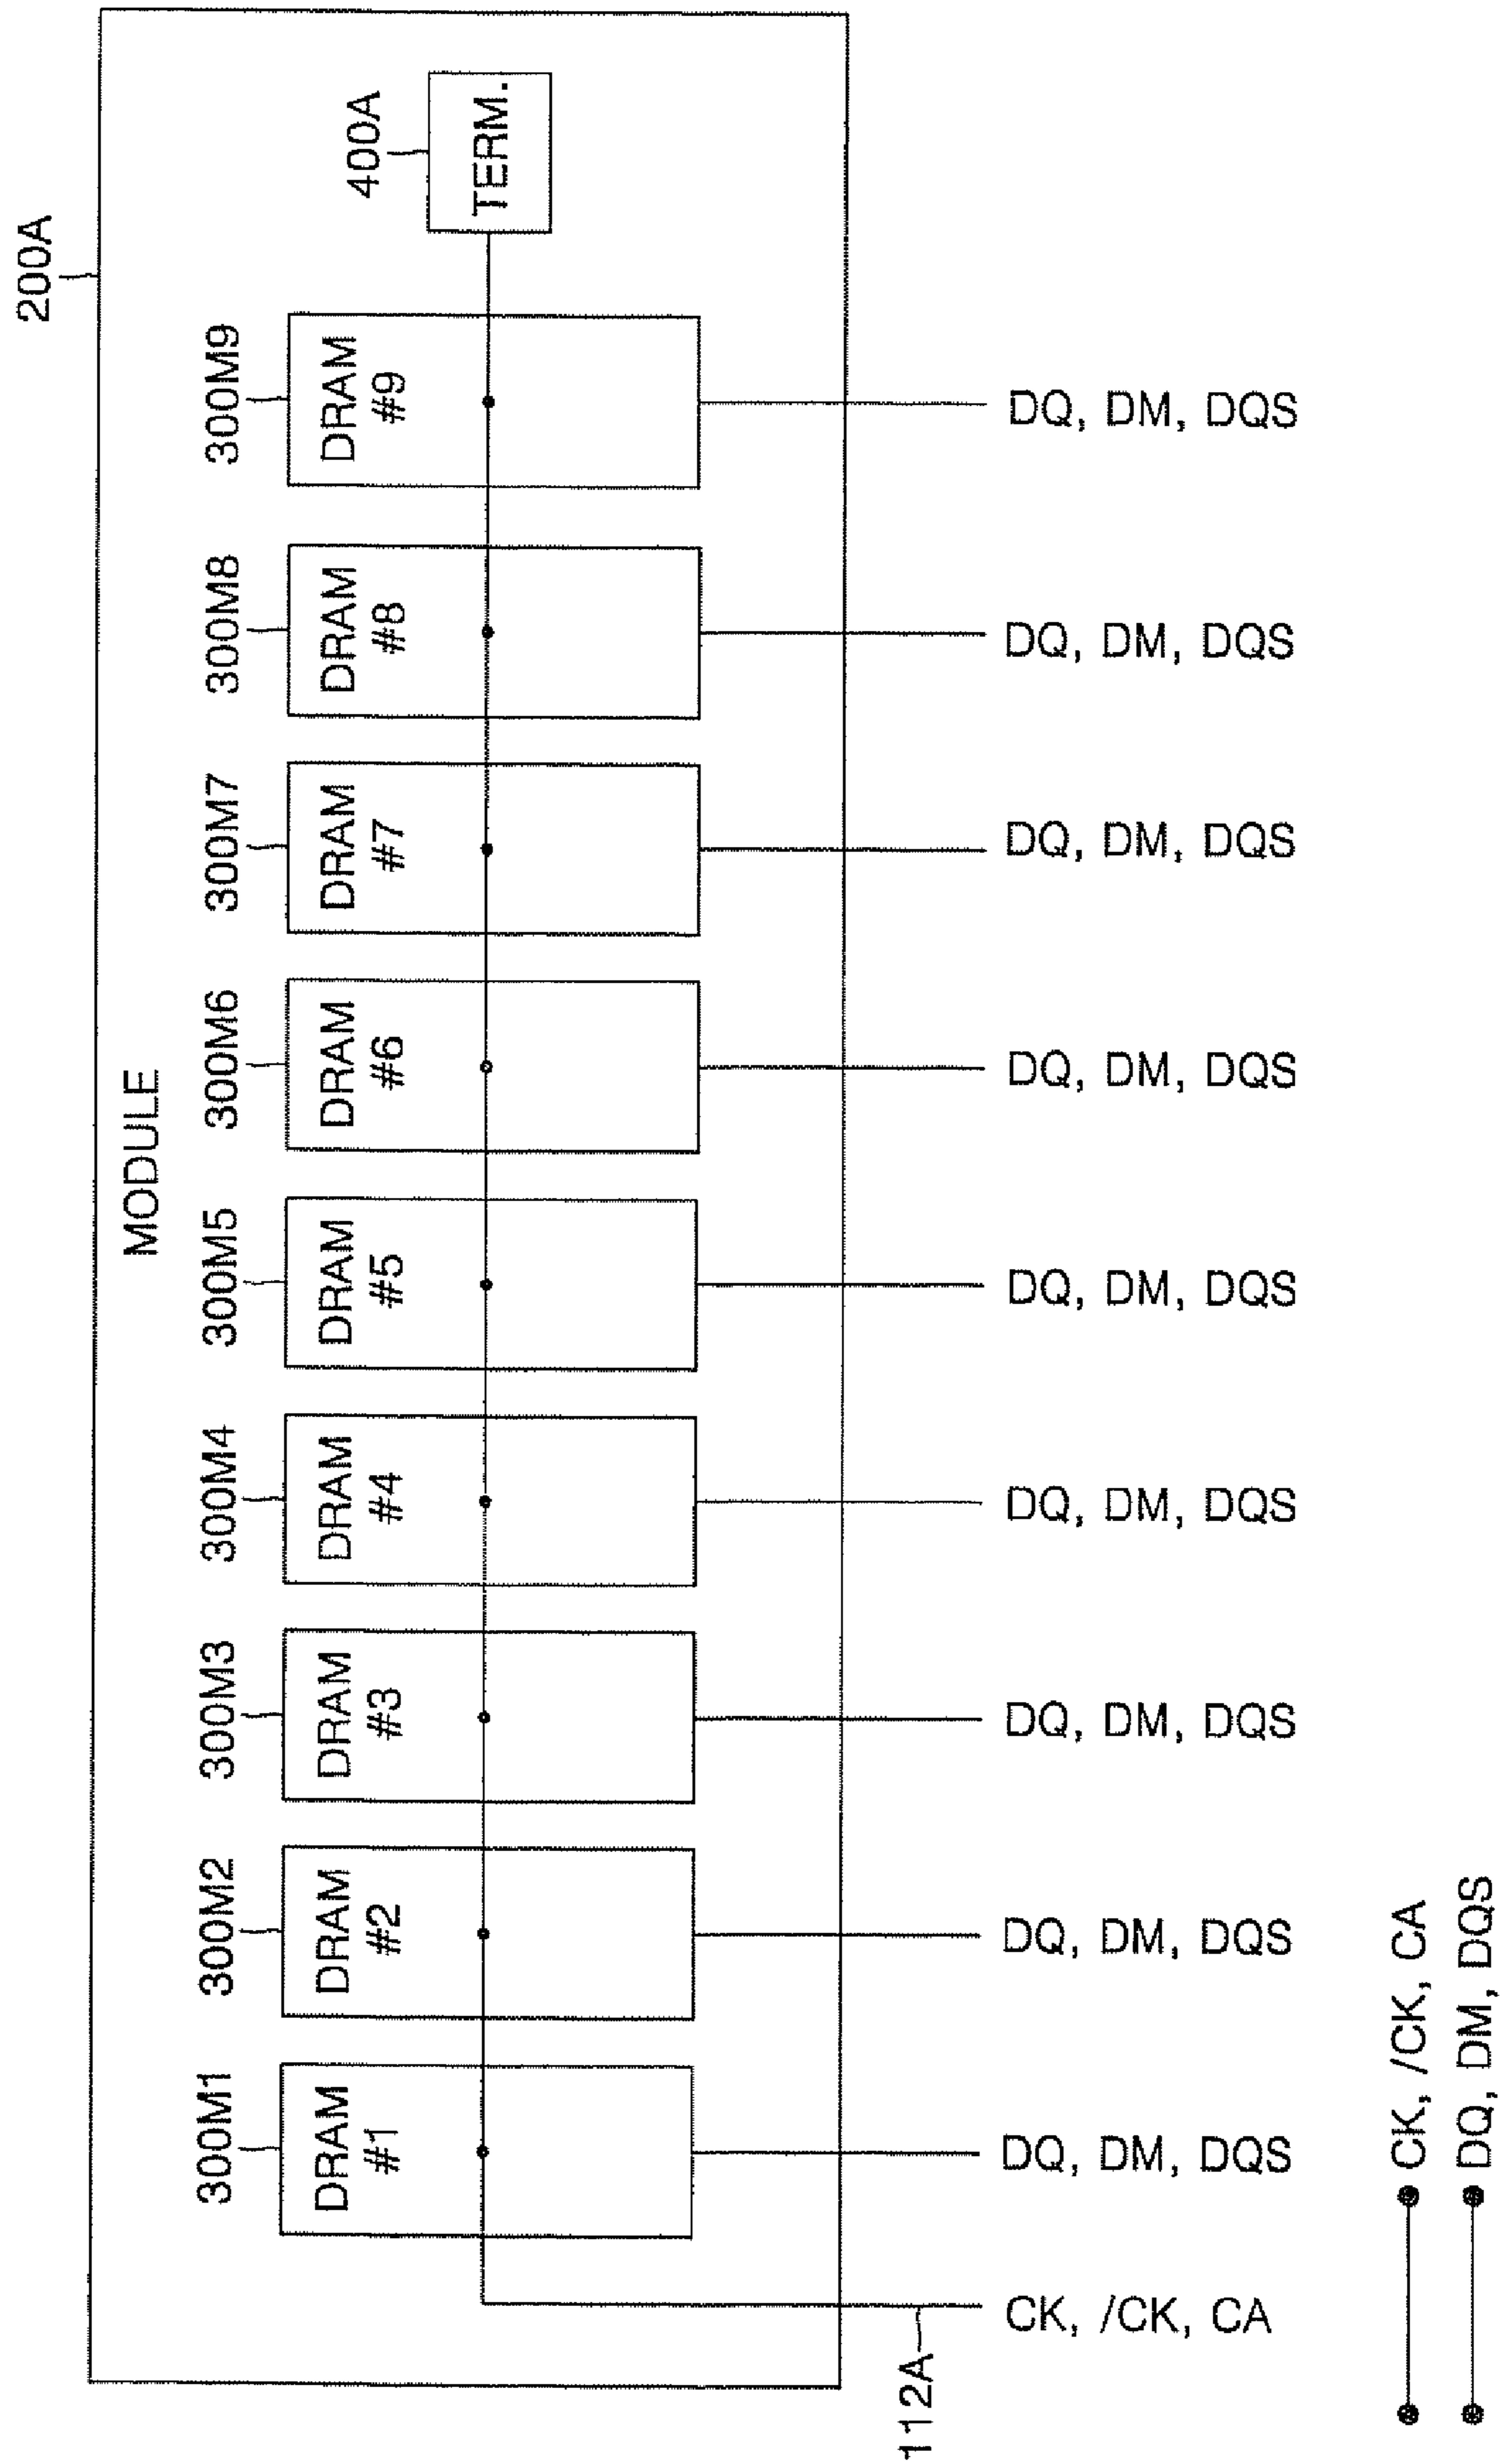 200A
MODULE
300M1
300M2
300M3
300M4
300M5
300M6
300M7
300M8
300M9
400A
DRAM
#1
DRAM
#2
DRAM
#3
DRAM
#4
DRAM
#5
DRAM
#6
DRAM
#7
DRAM
#8
DRAM
#9
TERM.
112A
CK, /CK, CA
DQ, DM, DQS
DQ, DM, DQS
DQ, DM, DQS
DQ, DM, DQS
DQ, DM, DQS
DQ, DM, DQS
DQ, DM, DQS
DQ, DM, DQS
DQ, DM, DQS
CK, /CK, CA
DQ, DM, DQS